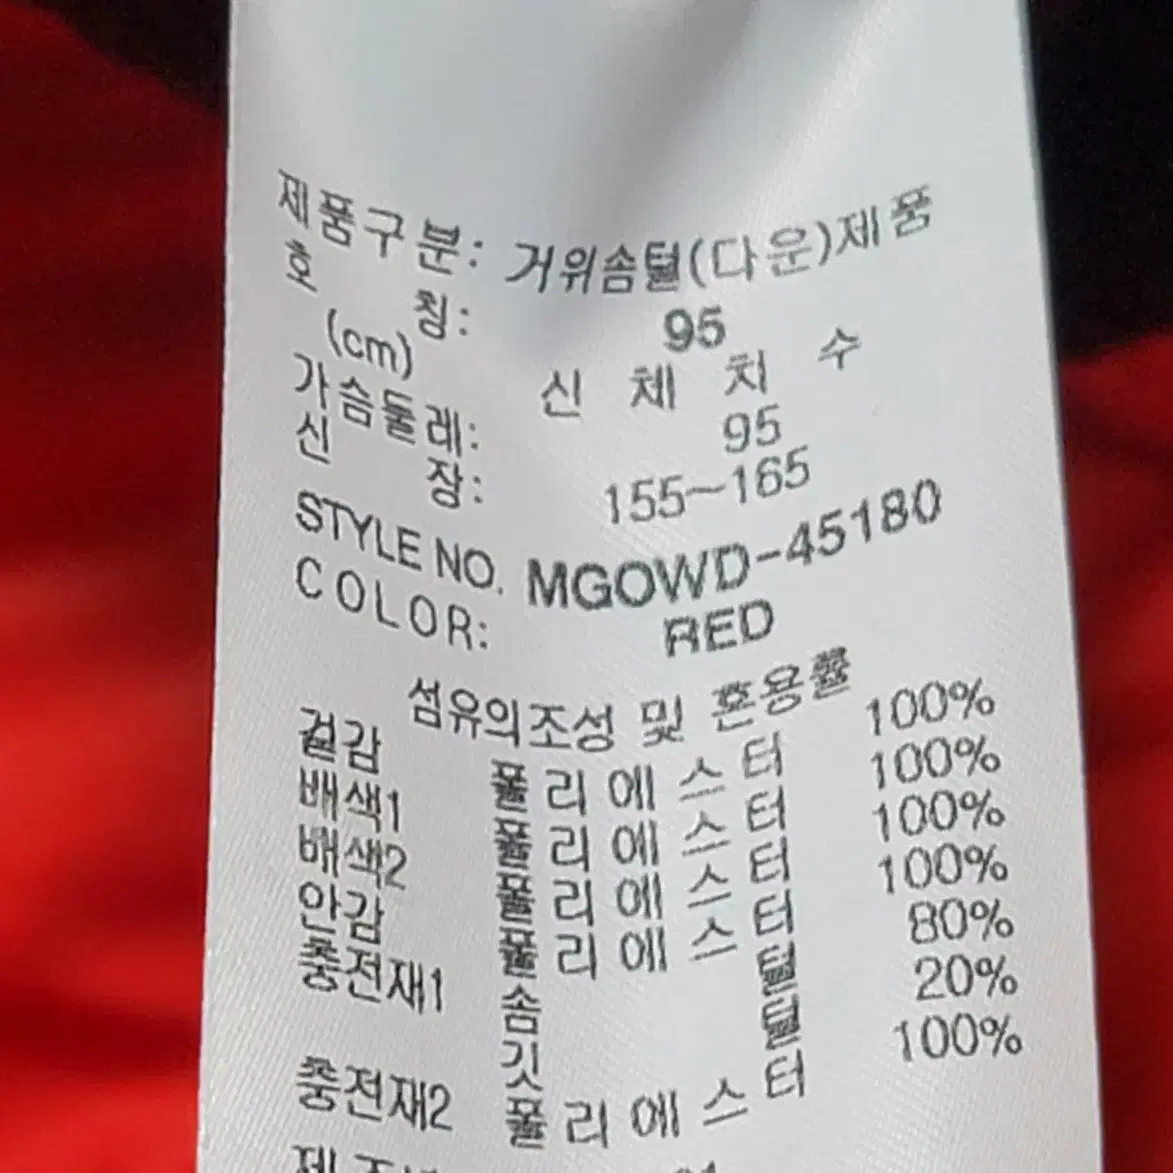 제품구분: 거위솜털(다운)제품
호 칭: 95
(cm) 신 체 치 수
가슴둘레: 95
신 장: 155~165
STYLE NO. MGOWD-45180
COLOR: RED
섬유의조성 및 혼용률
겉감 폴리에스터 100%
배색1 폴리에스터 100%
배색2 폴리에스터 100%
안감 폴리에스터 100%
충전재1 솜 털 80%
깃 털 20%
충전재2 폴리에스터 100%